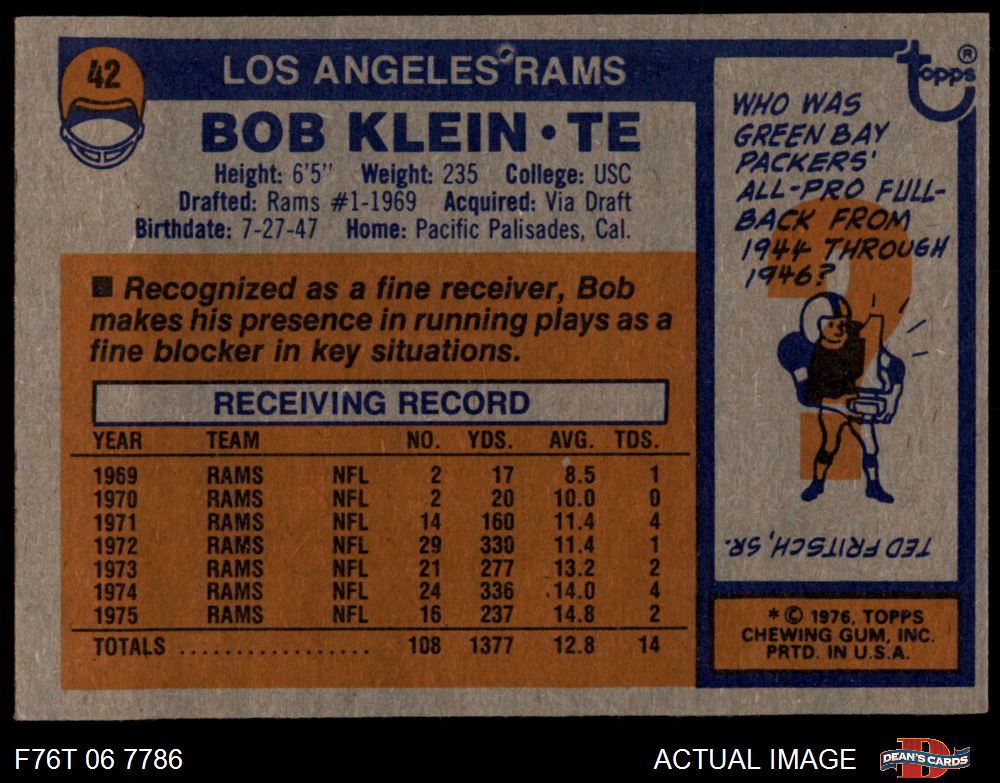 42
LOS ANGELES RAMS
BOB KLEIN • TE
Height: 6'5" Weight: 235 College: USC
Drafted: Rams #1-1969 Acquired: Via Draft
Birthdate: 7-27-47 Home: Pacific Palisades, Cal.
■ Recognized as a fine receiver, Bob
makes his presence in running plays as a
fine blocker in key situations.
RECEIVING RECORD
YEAR TEAM NO. YDS. AVG. TDS.
1969 RAMS NFL 2 17 8.5 1
1970 RAMS NFL 2 20 10.0 0
1971 RAMS NFL 14 160 11.4 4
1972 RAMS NFL 29 330 11.4 1
1973 RAMS NFL 21 277 13.2 2
1974 RAMS NFL 24 336 14.0 4
1975 RAMS NFL 16 237 14.8 2
TOTALS ................. 108 1377 12.8 14
topps®
WHO WAS
GREEN BAY
PACKERS'
ALL-PRO FULL-
BACK FROM
1944 THROUGH
1946?
?
TED FRITSCH, SR.
* © 1976, TOPPS
CHEWING GUM, INC.
PRTD. IN U.S.A.
F76T 06 7786
ACTUAL IMAGE
D
DEAN'S CARDS